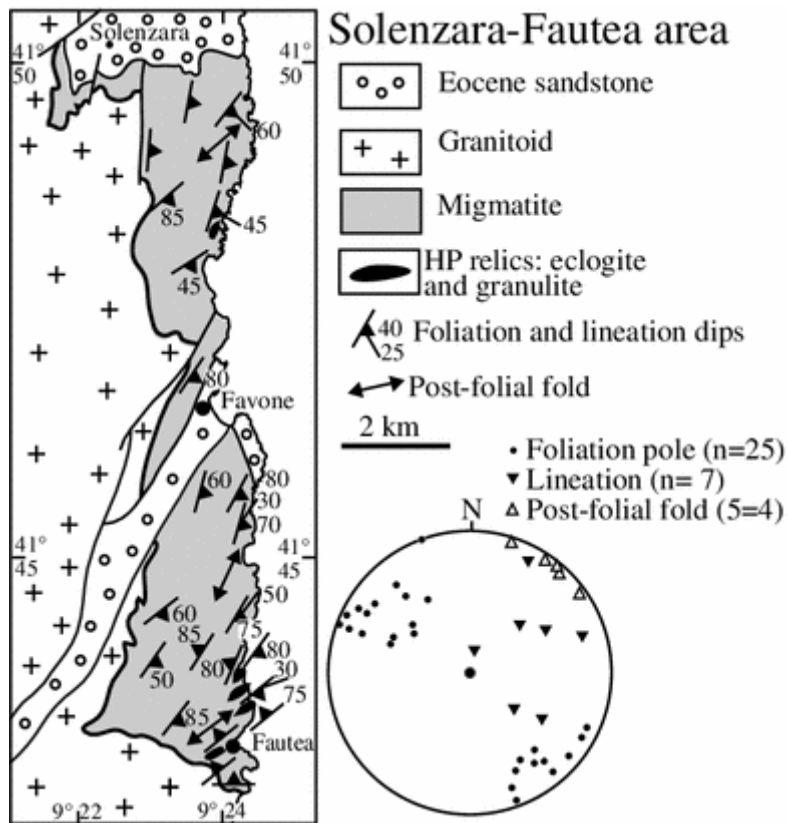 Solenzara-Fautea area
Solenzara
41°
50
41°
50
Eocene sandstone
Granitoid
Migmatite
HP relics: eclogite
and granulite
40
25
Foliation and lineation dips
Post-folial fold
2 km
Foliation pole (n=25)
Lineation (n= 7)
Post-folial fold (5=4)
N
60
85
45
45
80
Favone
60
80
30
70
41°
45
41°
45
50
60
75
85
80
80
50
30
75
85
Fautea
9° 22
9° 24